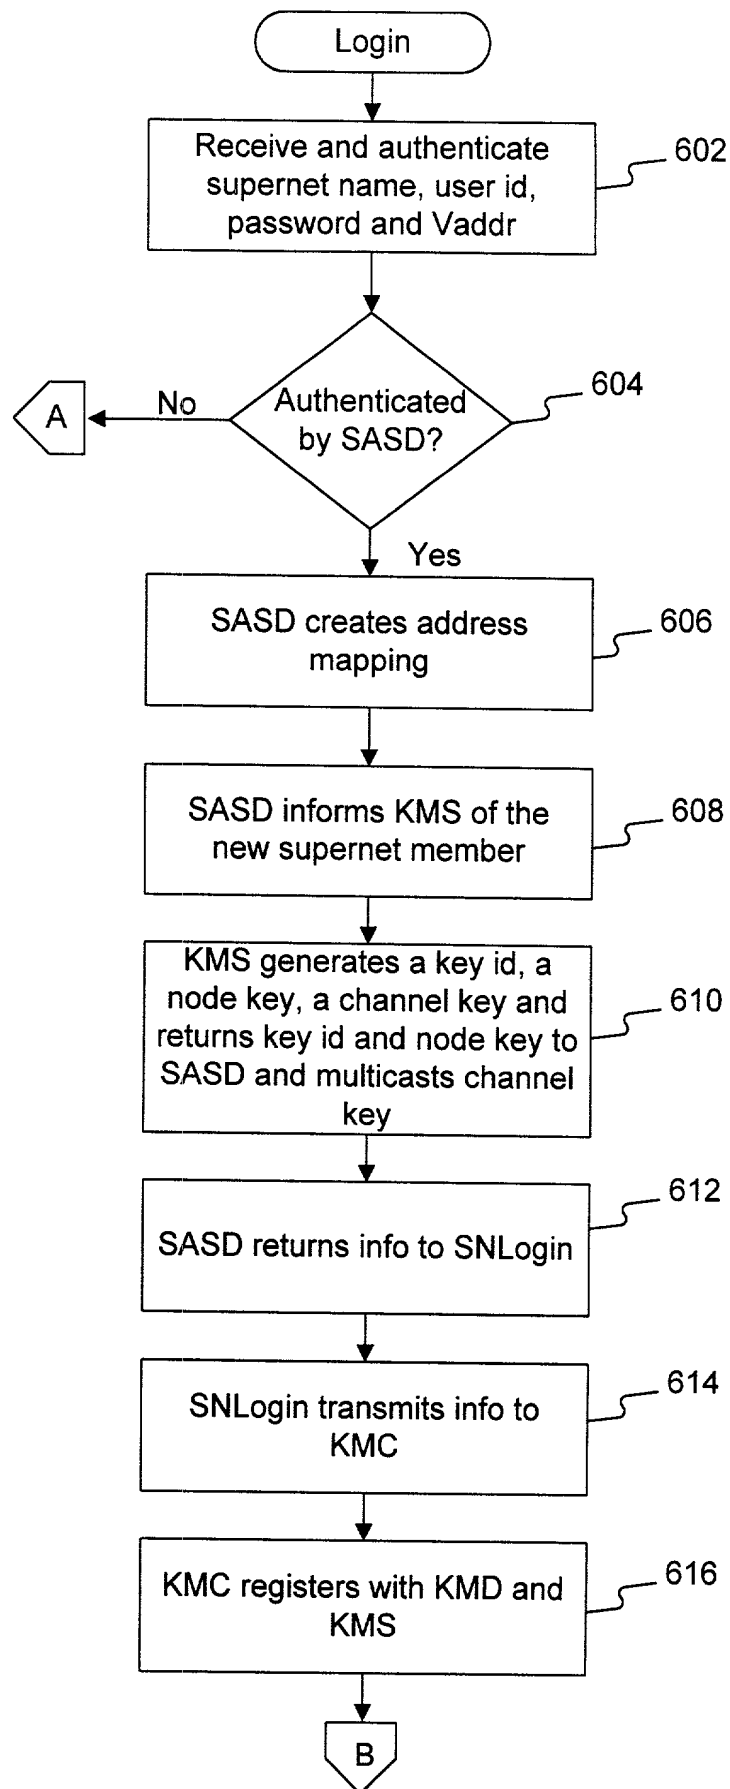 Login
Receive and authenticate
supernet name, user id,
password and Vaddr
602
Authenticated
by SASD?
604
No
A
Yes
SASD creates address
mapping
606
SASD informs KMS of the
new supernet member
608
KMS generates a key id, a
node key, a channel key and
returns key id and node key to
SASD and multicasts channel
key
610
SASD returns info to SNLogin
612
SNLogin transmits info to
KMC
614
KMC registers with KMD and
KMS
616
B